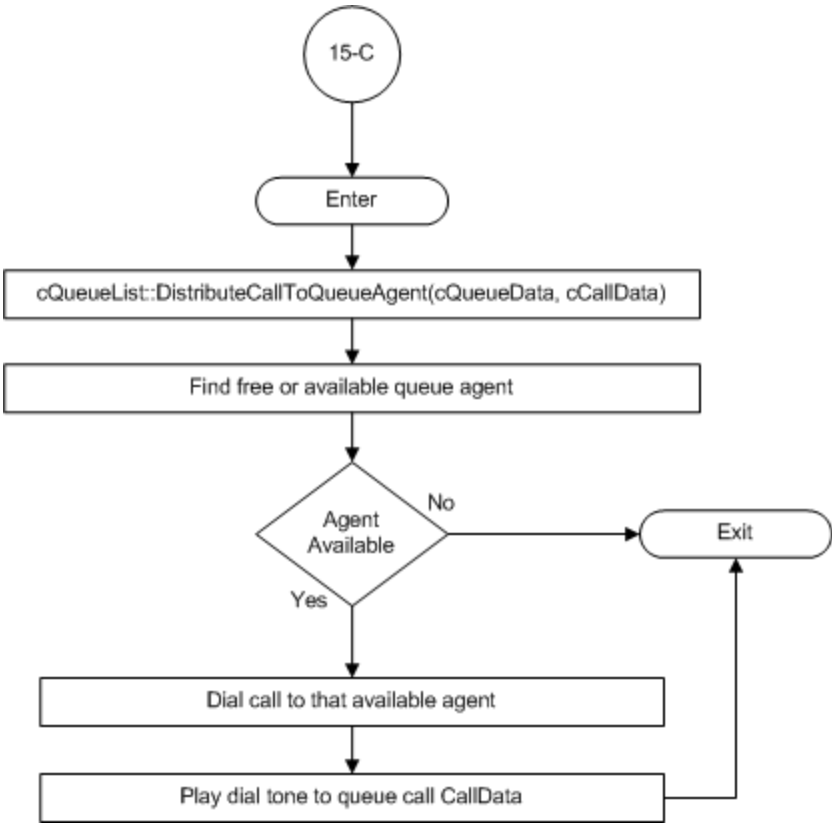 15-C
Enter
cQueueList::DistributeCallToQueueAgent(cQueueData, cCallData)
Find free or available queue agent
No
Agent
Available
Exit
Yes
Dial call to that available agent
Play dial tone to queue call CallData